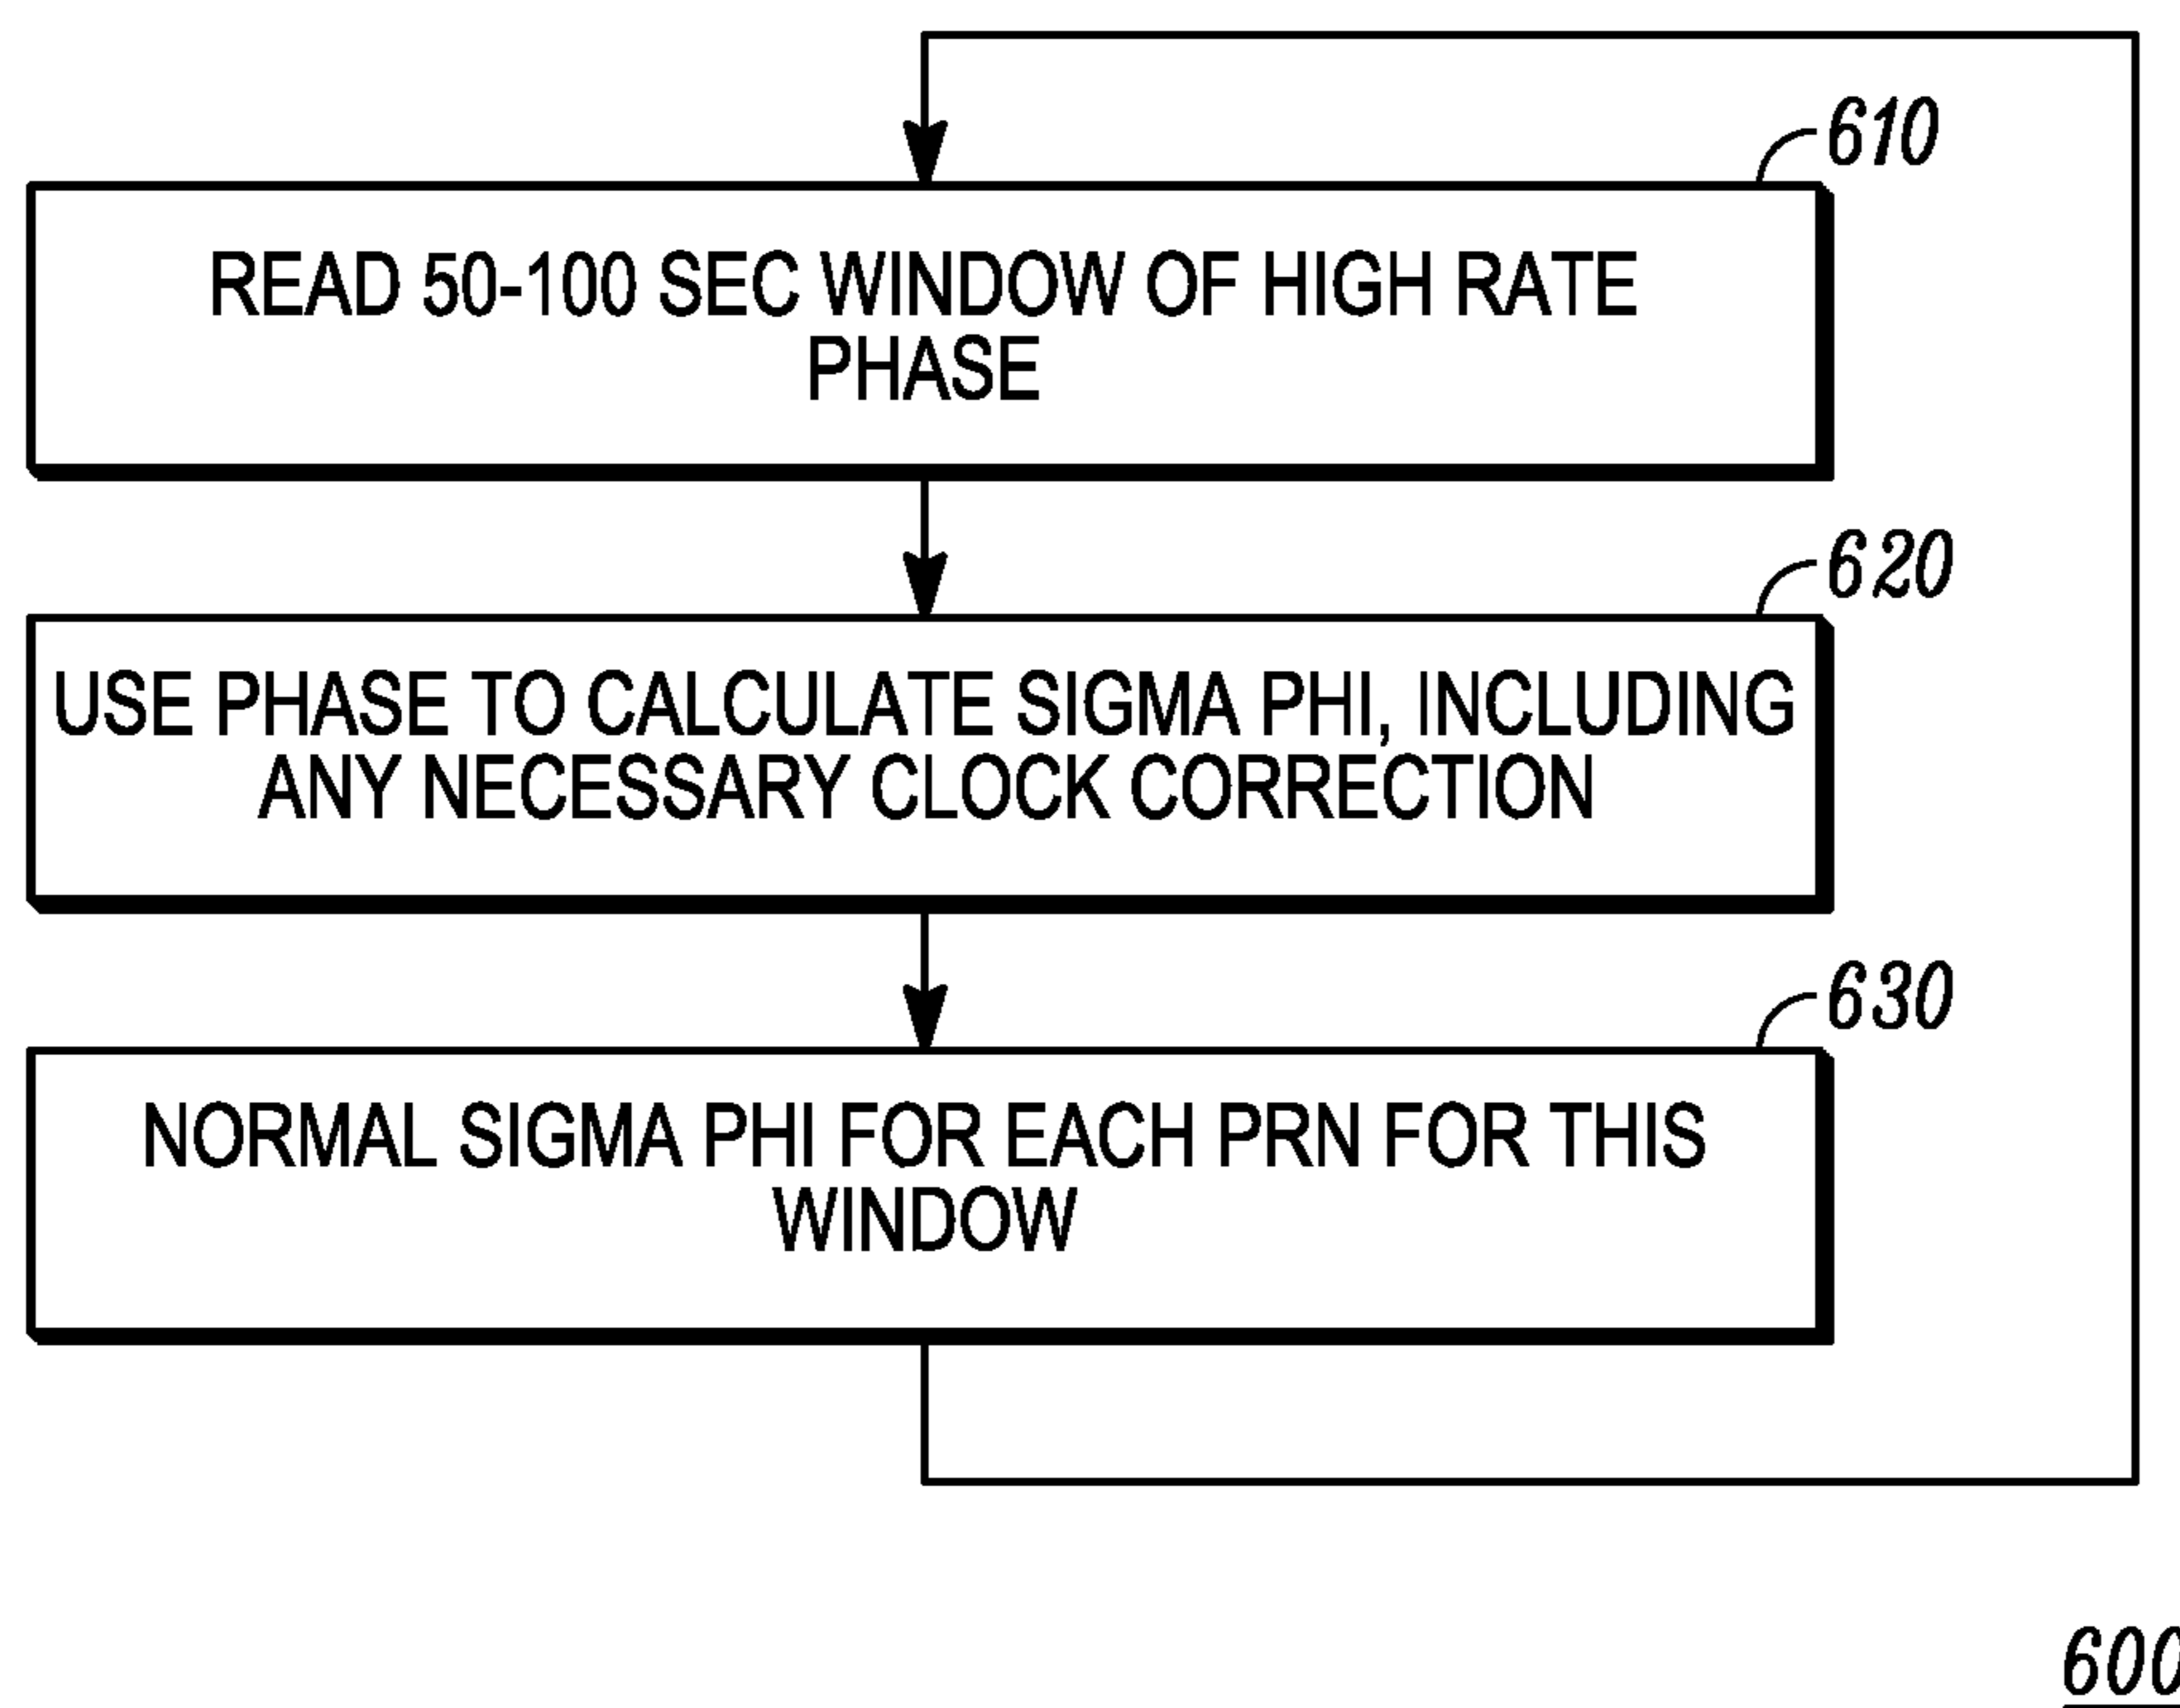 610
READ 50-100 SEC WINDOW OF HIGH RATE
PHASE
620
USE PHASE TO CALCULATE SIGMA PHI, INCLUDING
ANY NECESSARY CLOCK CORRECTION
630
NORMAL SIGMA PHI FOR EACH PRN FOR THIS
WINDOW
600